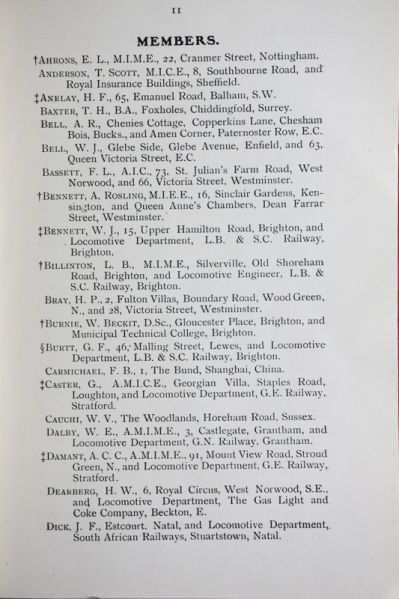 11
MEMBERS.
†AHRONS, E. L., M.I.M.E., 22, Cranmer Street, Nottingham.
ANDERSON, T. SCOTT, M.I.C.E., 8, Southbourne Road, and
Royal Insurance Buildings, Sheffield.
‡ANELAY, H. F., 65, Emanuel Road, Balham, S.W.
BAXTER, T. H., B.A., Foxholes, Chiddingfold, Surrey.
BELL, A. R., Chenies Cottage, Copperkins Lane, Chesham
Bois, Bucks., and Amen Corner, Paternoster Row, E.C.
BELL, W. J., Glebe Side, Glebe Avenue, Enfield, and 63,
Queen Victoria Street, E.C.
BASSETT, F. L., A.I.C., 73, St. Julian's Farm Road, West
Norwood, and 66, Victoria Street, Westminster.
†BENNETT, A. ROSLING, M.I.E.E., 16, Sinclair Gardens, Ken-
sington, and Queen Anne's Chambers, Dean Farrar
Street, Westminster.
‡BENNETT, W. J., 15, Upper Hamilton Road, Brighton, and
Locomotive Department, L.B. & S.C. Railway,
Brighton.
†BILLINTON, L. B., M.I.M.E., Silverville, Old Shoreham
Road, Brighton, and Locomotive Engineer, L.B. &
S.C. Railway, Brighton.
BRAY, H. P., 2, Fulton Villas, Boundary Road, Wood Green,
N., and 28, Victoria Street, Westminster.
†BURNIE, W. BECKIT, D.Sc., Gloucester Place, Brighton, and
Municipal Technical College, Brighton.
§BURTT, G. F., 46, Malling Street, Lewes, and Locomotive
Department, L.B. & S.C. Railway, Brighton.
CARMICHAEL, F. B., 1, The Bund, Shanghai, China.
‡CASTER, G., A.M.I.C.E., Georgian Villa, Staples Road,
Loughton, and Locomotive Department, G.E. Railway,
Stratford.
CAUCHI, W. V., The Woodlands, Horeham Road, Sussex.
DALBY, W. E., A.M.I.M.E., 3, Castlegate, Grantham, and
Locomotive Department, G.N. Railway, Grantham.
‡DAMANT, A. C. C., A.M.I.M.E., 91, Mount View Road, Stroud
Green, N., and Locomotive Department, G.E. Railway,
Stratford.
DEARBERG, H. W., 6, Royal Circus, West Norwood, S.E.,
and Locomotive Department, The Gas Light and
Coke Company, Beckton, E.
DICK, J. F., Estcourt. Natal, and Locomotive Department,
South African Railways, Stuartstown, Natal.